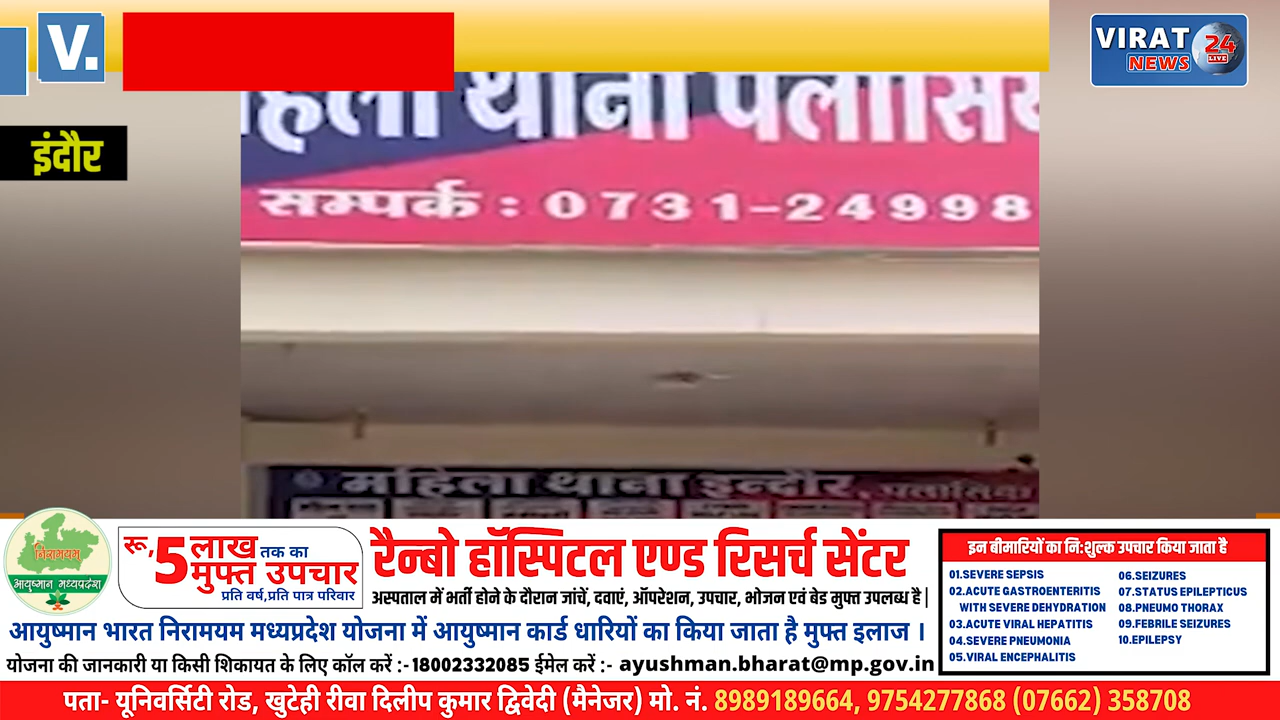 V.
VIRAT
24
LIVE
NEWS
इंदौर
महिला थाना पलासिया
सम्पर्क : 0731-24998
महिला थाना इन्दौर, पलासिया
निरामयम्
आयुष्मान मध्यप्रदेश
रू,5 लाख तक का
मुफ्त उपचार
प्रति वर्ष,प्रति पात्र परिवार
रैन्बो हॉस्पिटल एण्ड रिसर्च सेंटर
अस्पताल में भर्ती होने के दौरान जांचें, दवाएं, ऑपरेशन, उपचार, भोजन एवं बेड मुफ्त उपलब्ध है |
आयुष्मान भारत निरामयम मध्यप्रदेश योजना में आयुष्मान कार्ड धारियों का किया जाता है मुफ्त इलाज ।
योजना की जानकारी या किसी शिकायत के लिए कॉल करें :- 18002332085 ईमेल करें :- ayushman.bharat@mp.gov.in
इन बीमारियों का नि:शुल्क उपचार किया जाता है
01.SEVERE SEPSIS
02.ACUTE GASTROENTERITIS
WITH SEVERE DEHYDRATION
03.ACUTE VIRAL HEPATITIS
04.SEVERE PNEUMONIA
05.VIRAL ENCEPHALITIS
06.SEIZURES
07.STATUS EPILEPTICUS
08.PNEUMO THORAX
09.FEBRILE SEIZURES
10.EPILEPSY
पता- यूनिवर्सिटी रोड, खुटेही रीवा दिलीप कुमार द्विवेदी (मैनेजर) मो. नं. 8989189664, 9754277868 (07662) 358708